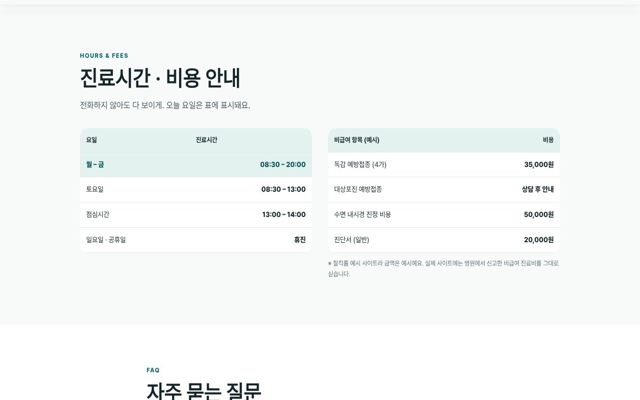 HOURS & FEES
진료시간 · 비용 안내
전화하지 않아도 다 보이게. 오늘 요일은 표에 표시돼요.
요일 진료시간
월 – 금 08:30 – 20:00
토요일 08:30 – 13:00
점심시간 13:00 – 14:00
일요일 · 공휴일 휴진
비급여 항목 (예시) 비용
독감 예방접종 (4가) 35,000원
대상포진 예방접종 상담 후 안내
수면 내시경 진정 비용 50,000원
진단서 (일반) 20,000원
예시 사이트라 금액은 예시예요. 실제 사이트에는 병원에서 신고한 비급여 진료비를 그대로
싣습니다.
FAQ
자주 묻는 질문